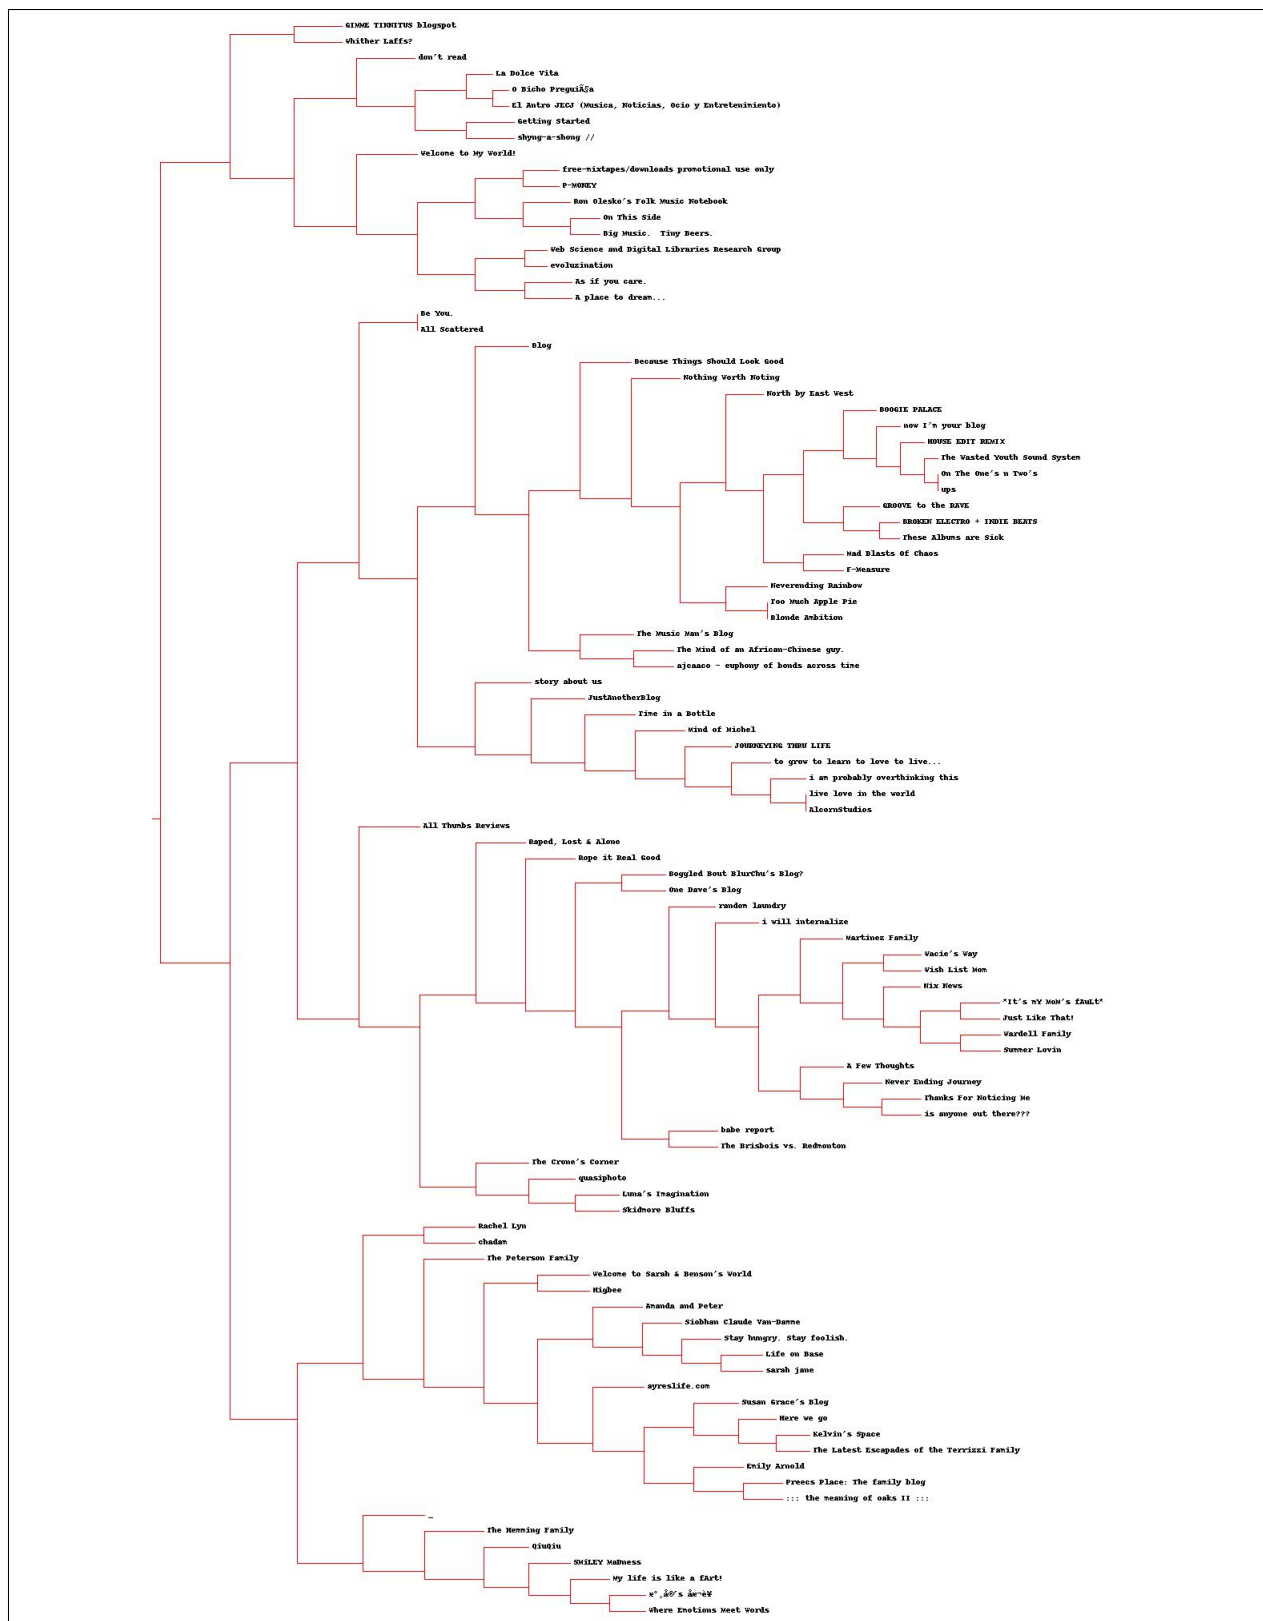 GIMME TINNITUS blogspot
Whither Laffs?
don't read
La Dolce Vita
O Bicho PreguiÃ§a
El Antro JECJ (Musica, Noticias, Ocio y Entretenimiento)
Getting Started
shyng-a-shong //
Welcome to My World!
free-mixtapes/downloads promotional use only
P-MONEY
Ron Olesko's Folk Music Notebook
On This Side
Big Music.  Tiny Beers.
Web Science and Digital Libraries Research Group
evoluzination
As if you care.
A place to dream...
Be You.
All Scattered
Blog
Because Things Should Look Good
Nothing Worth Noting
North by East West
BOOGIE PALACE
now I'm your blog
HOUSE EDIT REMIX
The Wasted Youth Sound System
On The One's n Two's
ups
GROOVE to the RAVE
BROKEN ELECTRO + INDIE BEATS
These Albums are Sick
Mad Blasts Of Chaos
F-Measure
Neverending Rainbow
Too Much Apple Pie
Blonde Ambition
The Music Man's Blog
The Mind of an African-Chinese guy.
ajcaaco - euphony of bonds across time
story about us
JustAnotherBlog
Time in a Bottle
Mind of Michel
JOURNEYING THRU LIFE
to grow to learn to love to live...
i am probably overthinking this
live love in the world
AlcornStudios
All Thumbs Reviews
Raped, Lost & Alone
Rope it Real Good
Boggled Bout BlurChu's Blog?
One Dave's Blog
random laundry
i will internalize
Martinez Family
Macie's Way
Wish List Mom
Nix News
*It's mY MoM's fAuLt*
Just Like That!
Wardell Family
Summer Lovin
A Few Thoughts
Never Ending Journey
Thanks For Noticing Me
is anyone out there???
babe report
The Brisbois vs. Redmonton
The Crone's Corner
quasiphoto
Luna's Imagination
Skidmore Bluffs
Rachel Lyn
chadam
The Peterson Family
Welcome to Sarah & Benson's World
Higbee
Amanda and Peter
Siobhan Claude Van-Damme
Stay hungry. Stay foolish.
Life on Base
sarah jane
ayreslife.com
Susan Grace's Blog
Here we go
Kelvin's Space
The Latest Escapades of the Terrizzi Family
Emily Arnold
Preecs Place: The family blog
::: the meaning of oaks II :::
_
The Hemming Family
QiuQiu
SMiLEY MaDness
My life is like a fArt!
Where Emotions Meet Words